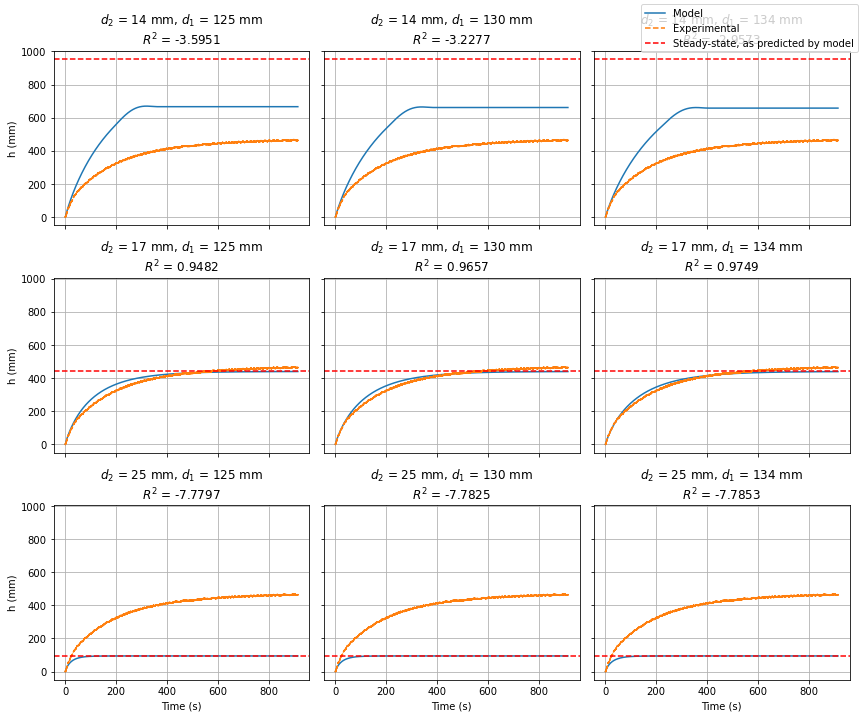 d₂ = 14 mm, d₁ = 125 mm
R² = -3.5951
d₂ = 14 mm, d₁ = 130 mm
R² = -3.2277
d₂ = 14 mm, d₁ = 134 mm
Model
Experimental
Steady-state, as predicted by model
1000
800
600
400
200
0
h (mm)
d₂ = 17 mm, d₁ = 125 mm
R² = 0.9482
d₂ = 17 mm, d₁ = 130 mm
R² = 0.9657
d₂ = 17 mm, d₁ = 134 mm
R² = 0.9749
1000
800
600
400
200
0
h (mm)
d₂ = 25 mm, d₁ = 125 mm
R² = -7.7797
d₂ = 25 mm, d₁ = 130 mm
R² = -7.7825
d₂ = 25 mm, d₁ = 134 mm
R² = -7.7853
1000
800
600
400
200
0
h (mm)
0 200 400 600 800
Time (s)
0 200 400 600 800
Time (s)
0 200 400 600 800
Time (s)